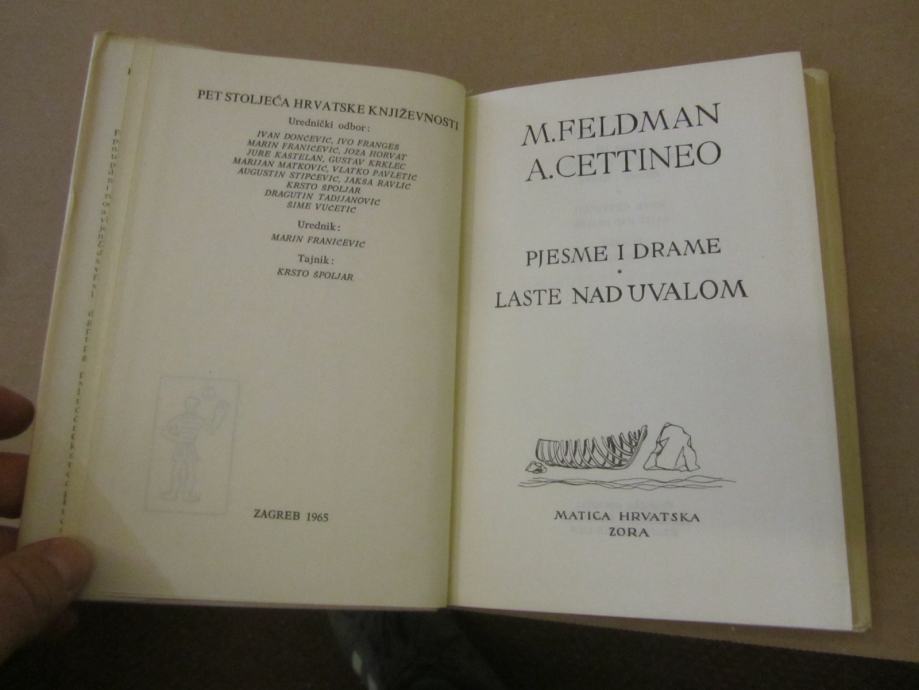 PET STOLJEĆA HRVATSKE KNJIŽEVNOSTI
Urednički odbor:
IVAN DONČEVIĆ, IVO FRANGEŠ
MARIN FRANIČEVIĆ, JOŽA HORVAT
JURE KAŠTELAN, GUSTAV KRKLEC
MARIJAN MATKOVIĆ, VLATKO PAVLETIĆ
AUGUSTIN STIPČEVIĆ, JAKŠA RAVLIĆ
KRSTO ŠPOLJAR
DRAGUTIN TADIJANOVIĆ
ŠIME VUČETIĆ
Urednik:
MARIN FRANIČEVIĆ
Tajnik:
KRSTO ŠPOLJAR
ZAGREB 1965
M. FELDMAN
A. CETTINEO
PJESME I DRAME
•
LASTE NAD UVALOM
MATICA HRVATSKA
ZORA